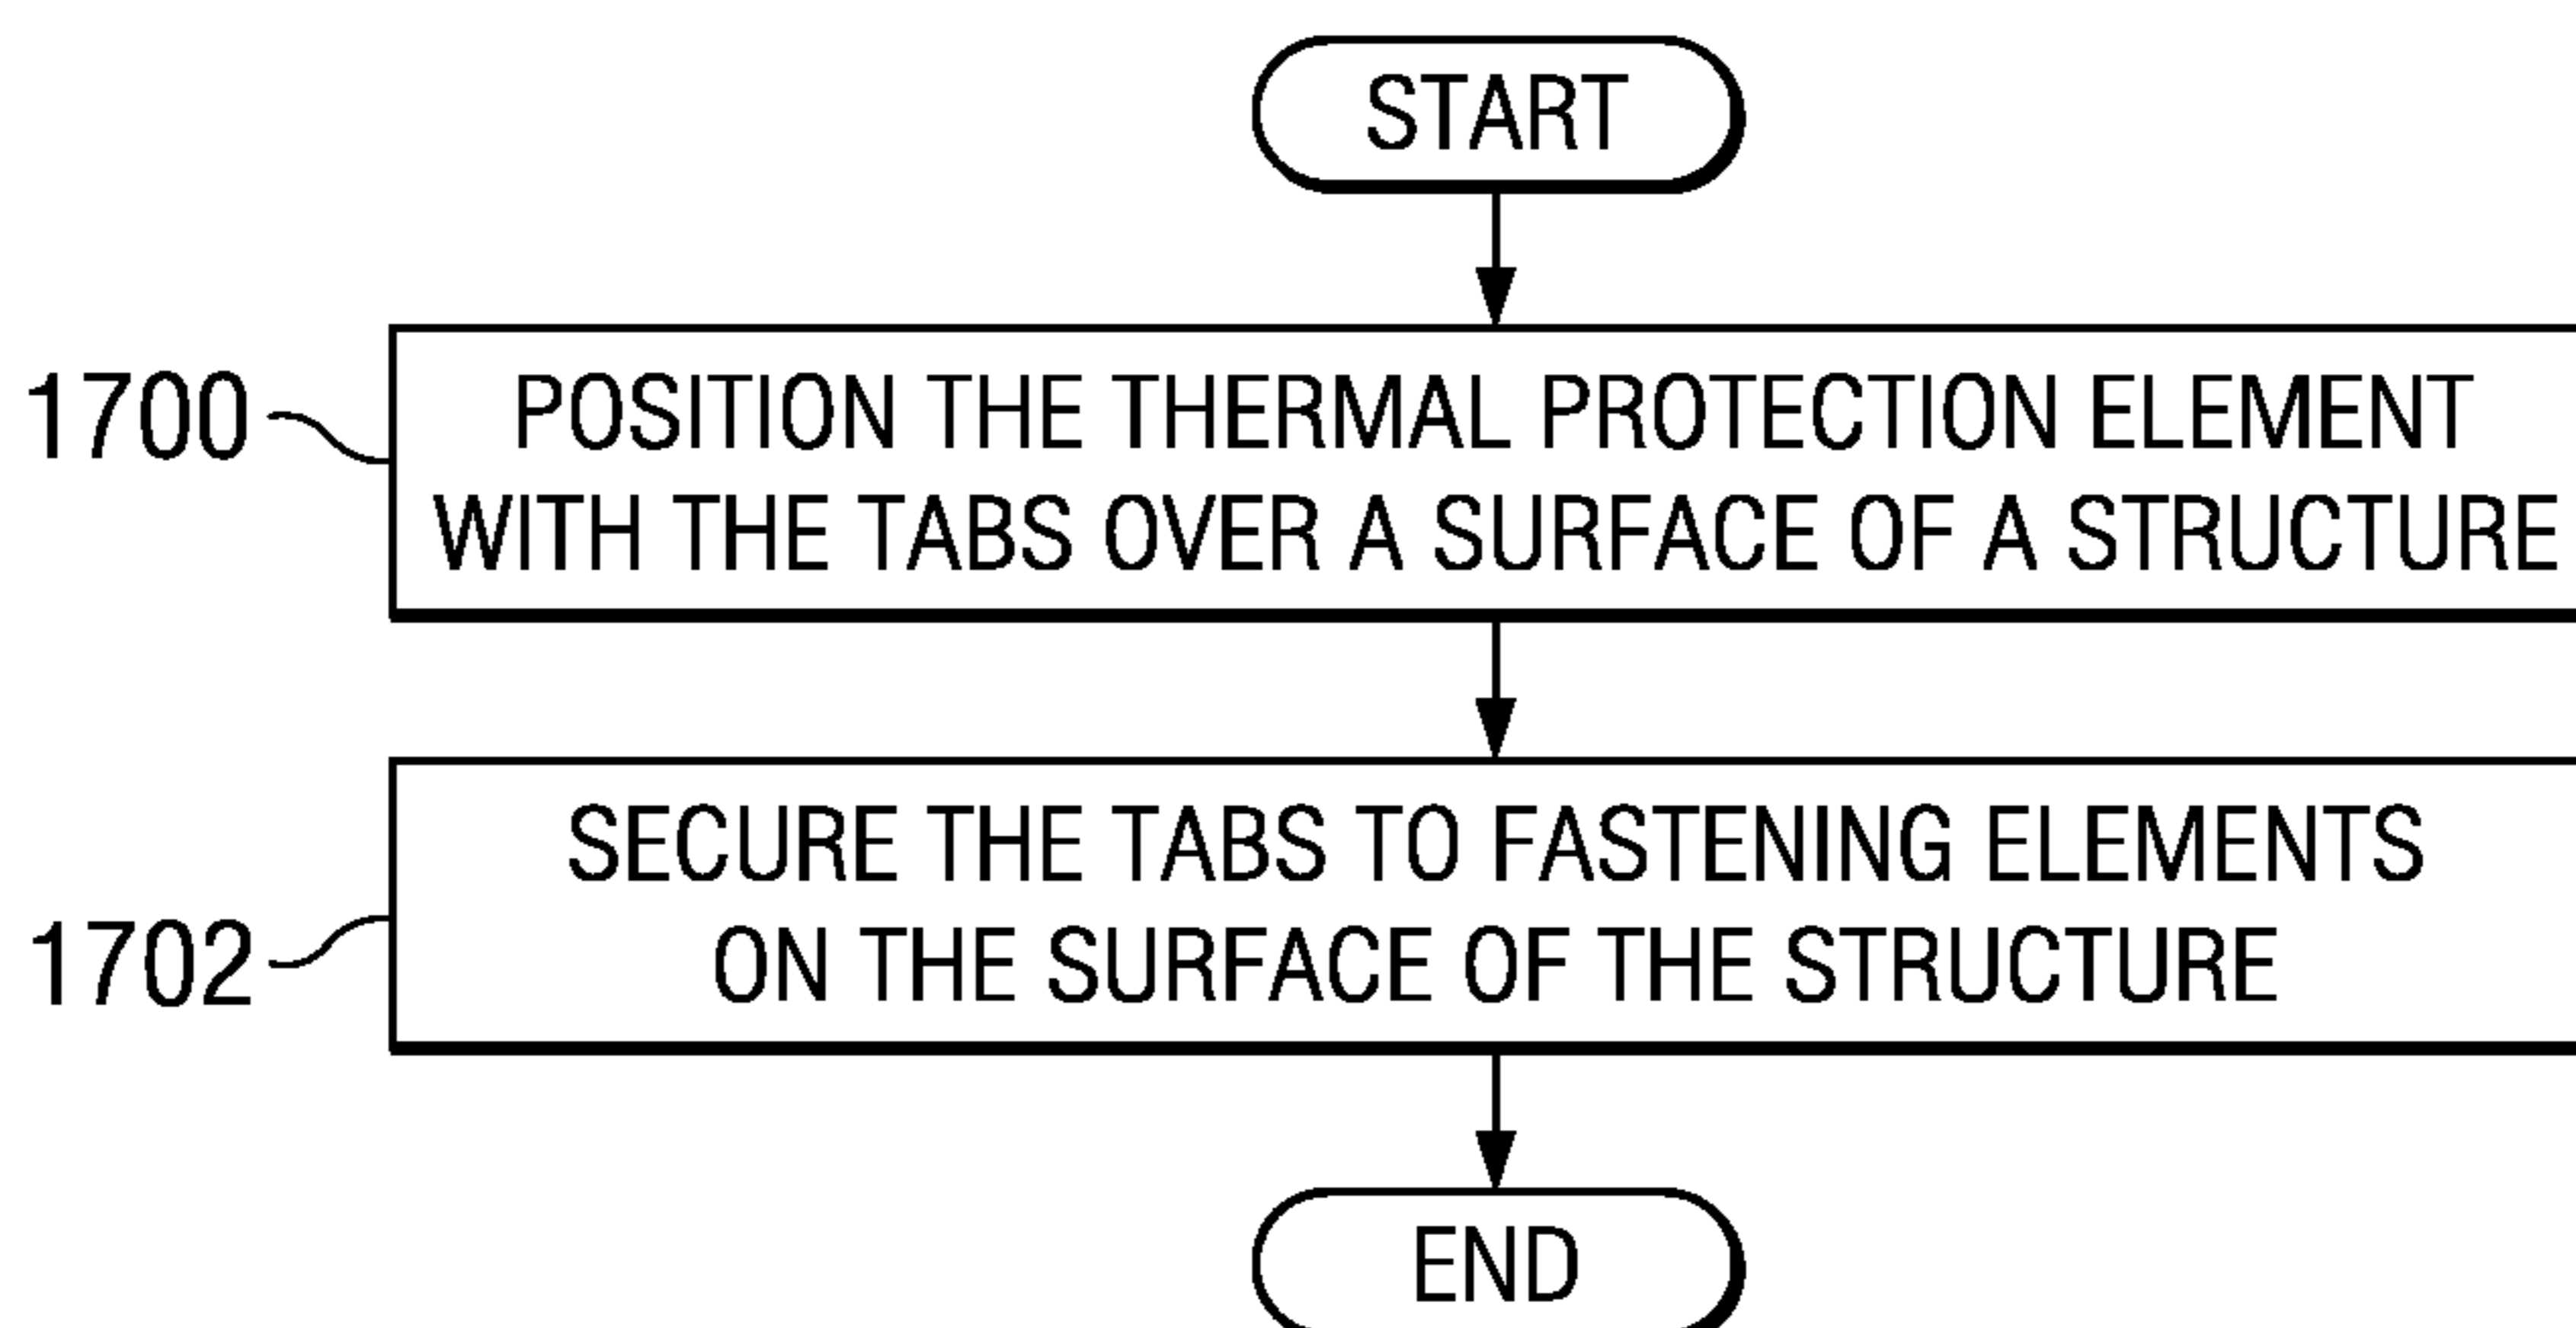 START
1700
POSITION THE THERMAL PROTECTION ELEMENT
WITH THE TABS OVER A SURFACE OF A STRUCTURE
SECURE THE TABS TO FASTENING ELEMENTS
ON THE SURFACE OF THE STRUCTURE
1702
END